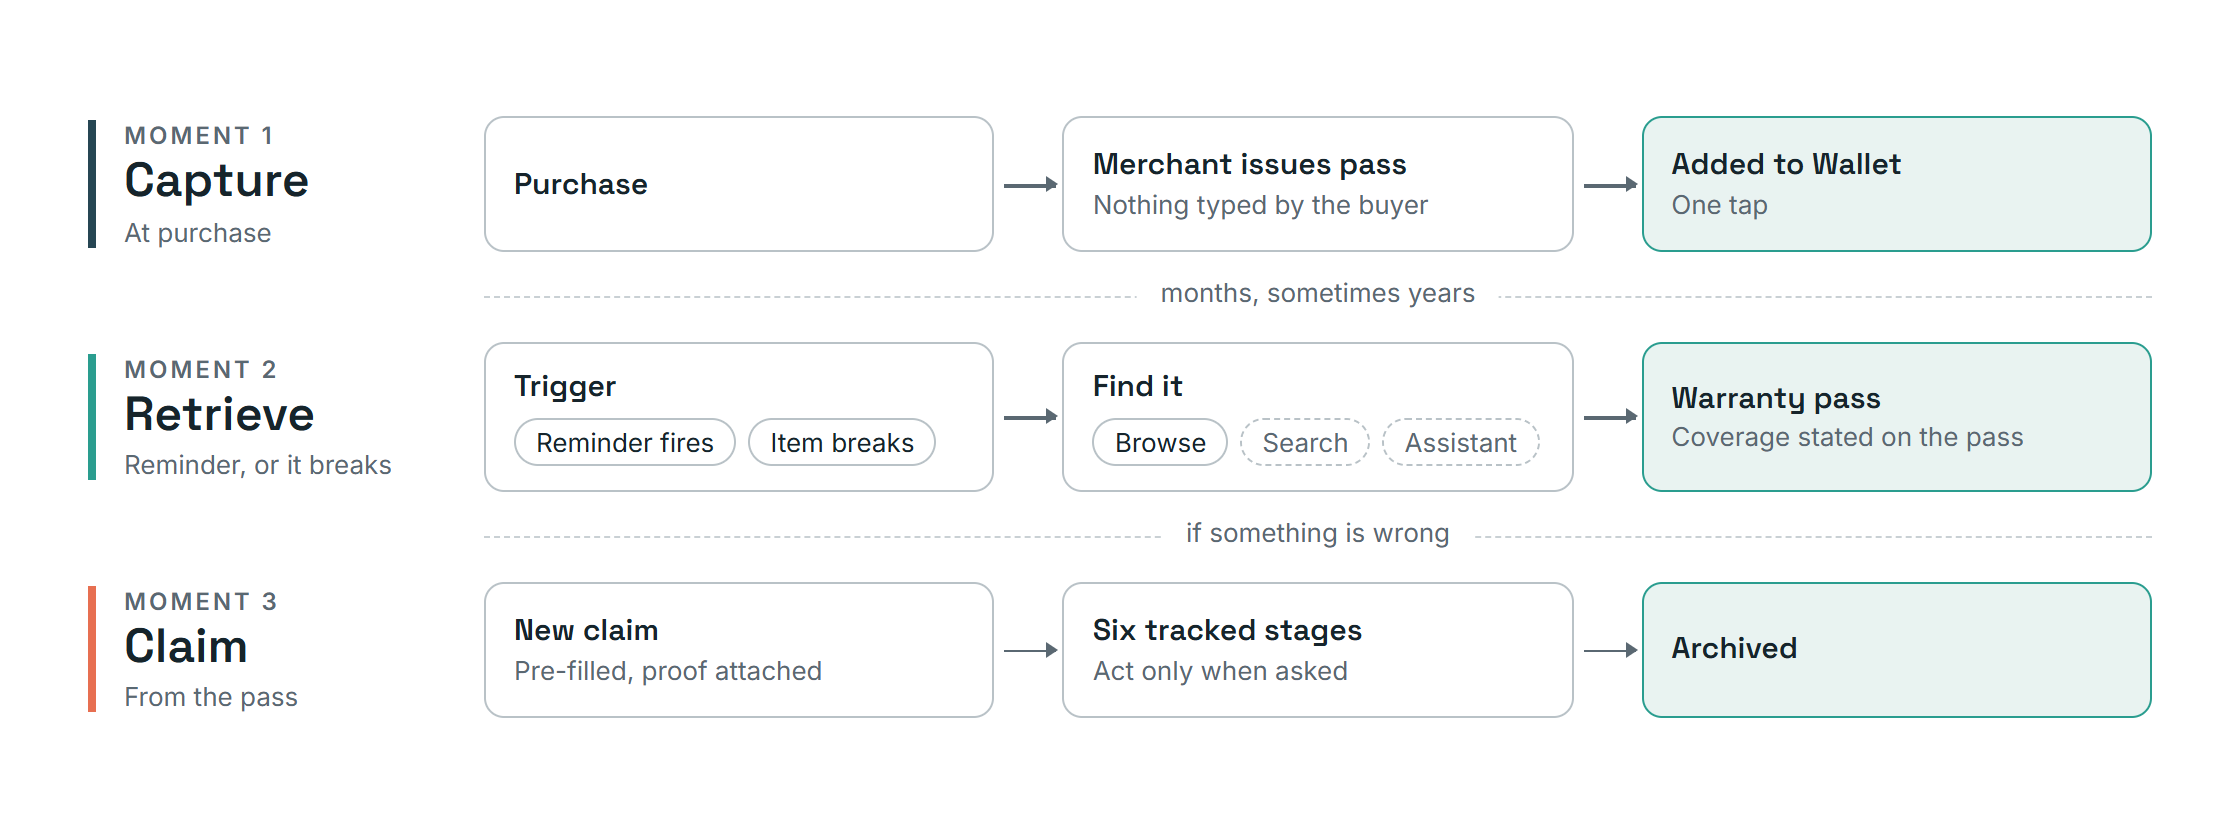 MOMENT 1
Capture
At purchase
Purchase
Merchant issues pass
Nothing typed by the buyer
Added to Wallet
One tap
months, sometimes years
MOMENT 2
Retrieve
Reminder, or it breaks
Trigger
Reminder fires
Item breaks
Find it
Browse
Search
Assistant
Warranty pass
Coverage stated on the pass
if something is wrong
MOMENT 3
Claim
From the pass
New claim
Pre-filled, proof attached
Six tracked stages
Act only when asked
Archived